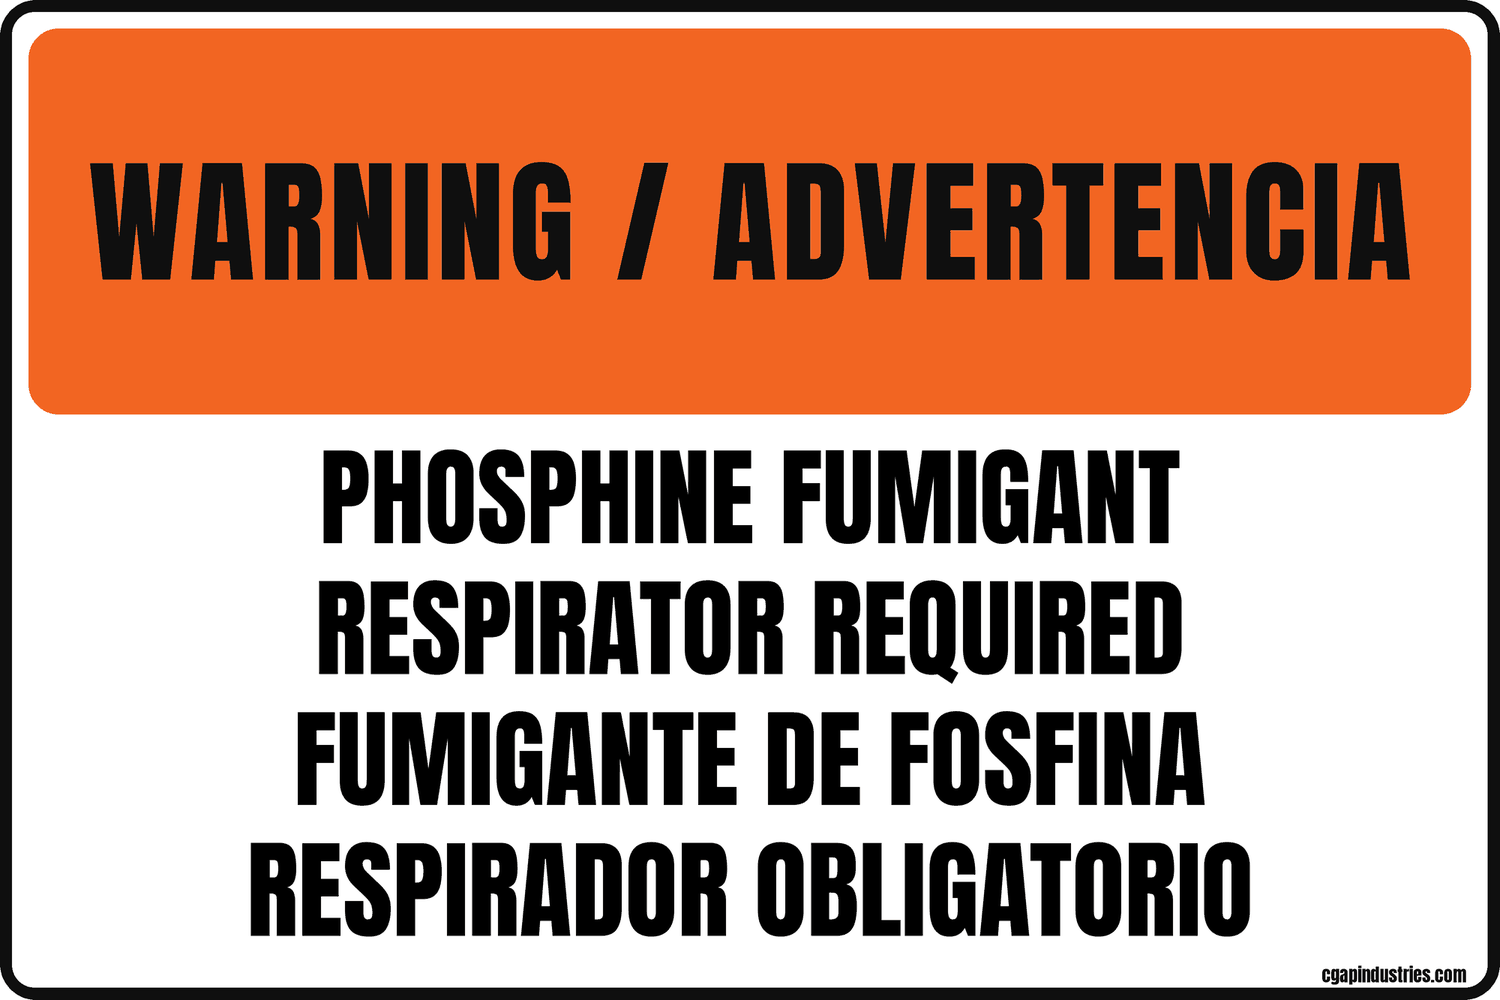 WARNING / ADVERTENCIA
PHOSPHINE FUMIGANT
RESPIRATOR REQUIRED
FUMIGANTE DE FOSFINA
RESPIRADOR OBLIGATORIO
cgapindustries.com